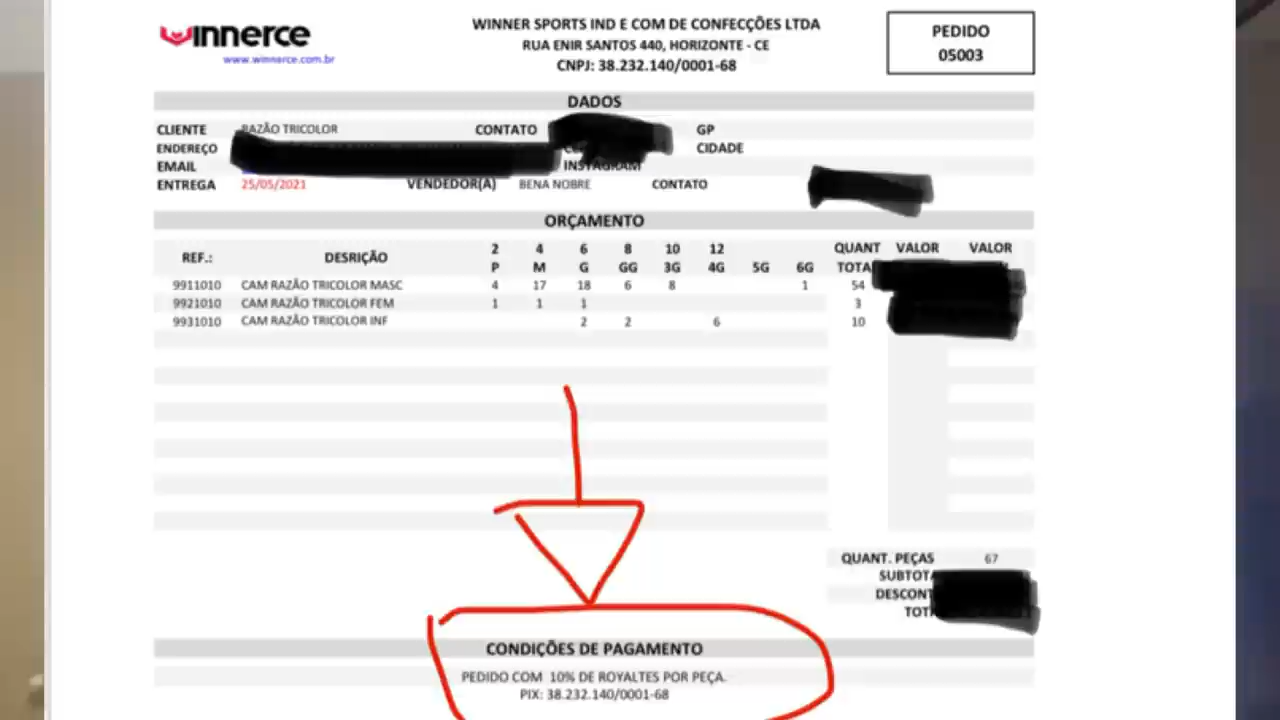 winnerce
www.winnerce.com.br
WINNER SPORTS IND E COM DE CONFECÇÕES LTDA
RUA ENIR SANTOS 440, HORIZONTE - CE
CNPJ: 38.232.140/0001-68
PEDIDO
05003
DADOS
CLIENTE RAZÃO TRICOLOR CONTATO GP
ENDEREÇO CIDADE
EMAIL INSTAGRAM
ENTREGA 25/05/2021 VENDEDOR(A) BENA NOBRE CONTATO
ORÇAMENTO
REF.: DESRIÇÃO
2 4 6 8 10 12 QUANT VALOR VALOR
P M G GG 3G 4G 5G 6G TOTA
9911010 CAM RAZÃO TRICOLOR MASC 4 17 18 6 8 1 54
9921010 CAM RAZÃO TRICOLOR FEM 1 1 1 3
9931010 CAM RAZÃO TRICOLOR INF 2 2 6 10
QUANT. PEÇAS 67
SUBTOTA
DESCONT
TOT
CONDIÇÕES DE PAGAMENTO
PEDIDO COM 10% DE ROYALTES POR PEÇA.
PIX: 38.232.140/0001-68